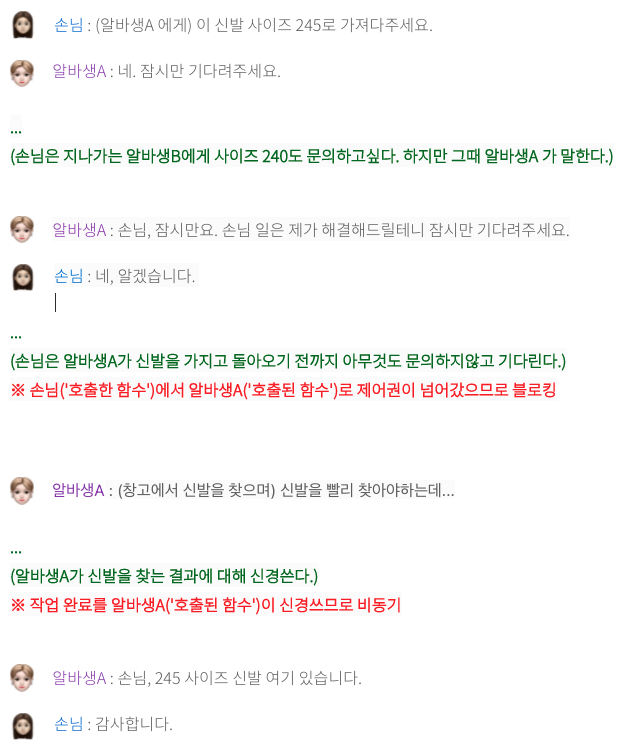 손님 : (알바생A 에게) 이 신발 사이즈 245로 가져다주세요.
알바생A : 네. 잠시만 기다려주세요.
...
(손님은 지나가는 알바생B에게 사이즈 240도 문의하고싶다. 하지만 그때 알바생A 가 말한다.)
알바생A : 손님, 잠시만요. 손님 일은 제가 해결해드릴테니 잠시만 기다려주세요.
손님 : 네, 알겠습니다.
...
(손님은 알바생A가 신발을 가지고 돌아오기 전까지 아무것도 문의하지않고 기다린다.)
※ 손님('호출한 함수')에서 알바생A('호출된 함수')로 제어권이 넘어갔으므로 블로킹
알바생A : (창고에서 신발을 찾으며) 신발을 빨리 찾아야하는데...
...
(알바생A가 신발을 찾는 결과에 대해 신경쓴다.)
※ 작업 완료를 알바생A('호출된 함수')이 신경쓰므로 비동기
알바생A : 손님, 245 사이즈 신발 여기 있습니다.
손님 : 감사합니다.